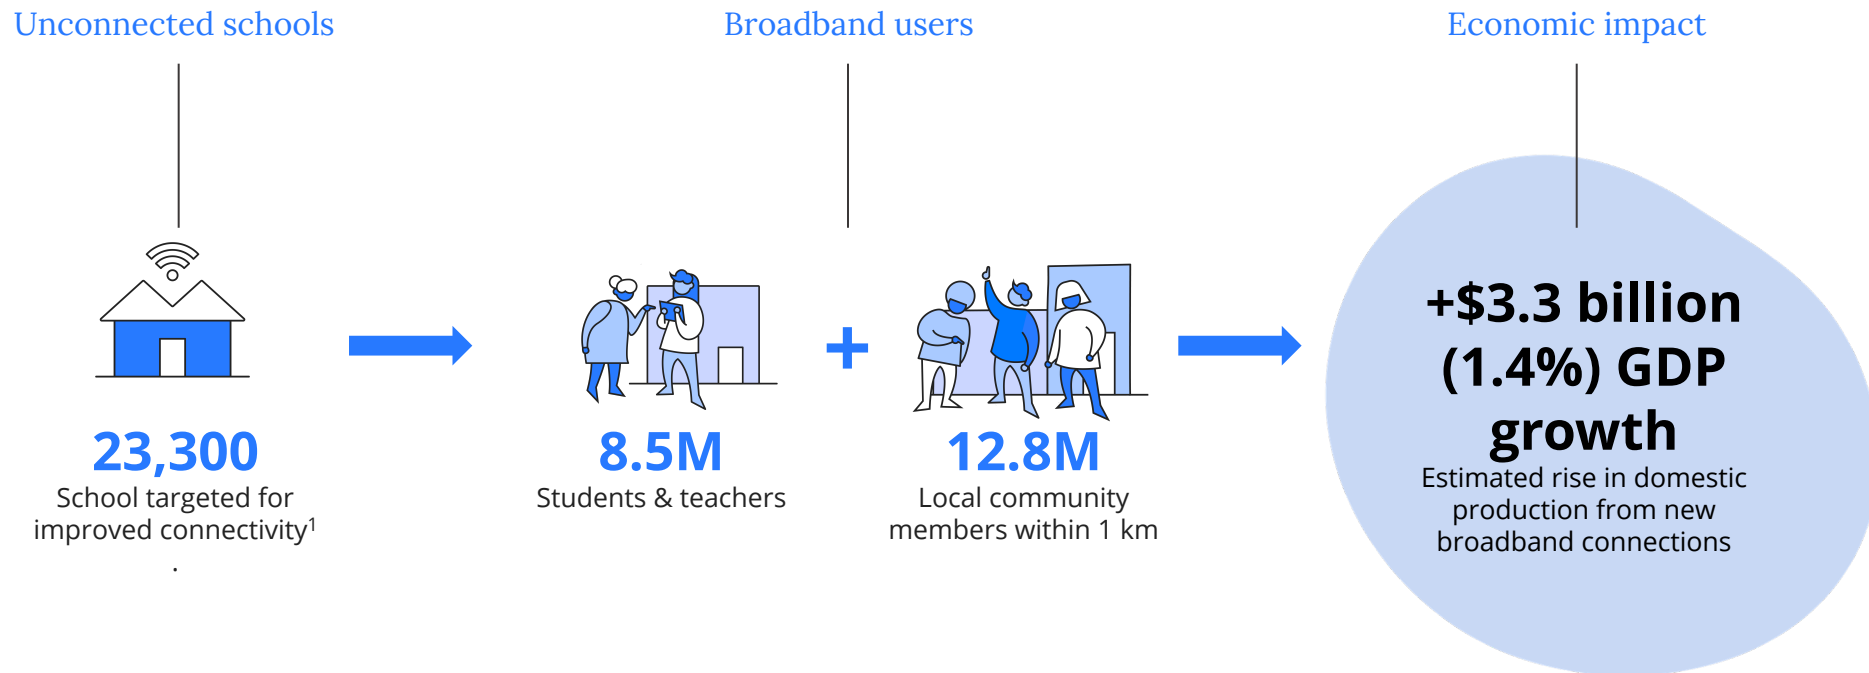 Unconnected schools
Broadband users
Economic impact
23,300
School targeted for
improved connectivity¹
.
8.5M
Students & teachers
+
12.8M
Local community
members within 1 km
+$3.3 billion
(1.4%) GDP
growth
Estimated rise in domestic
production from new
broadband connections